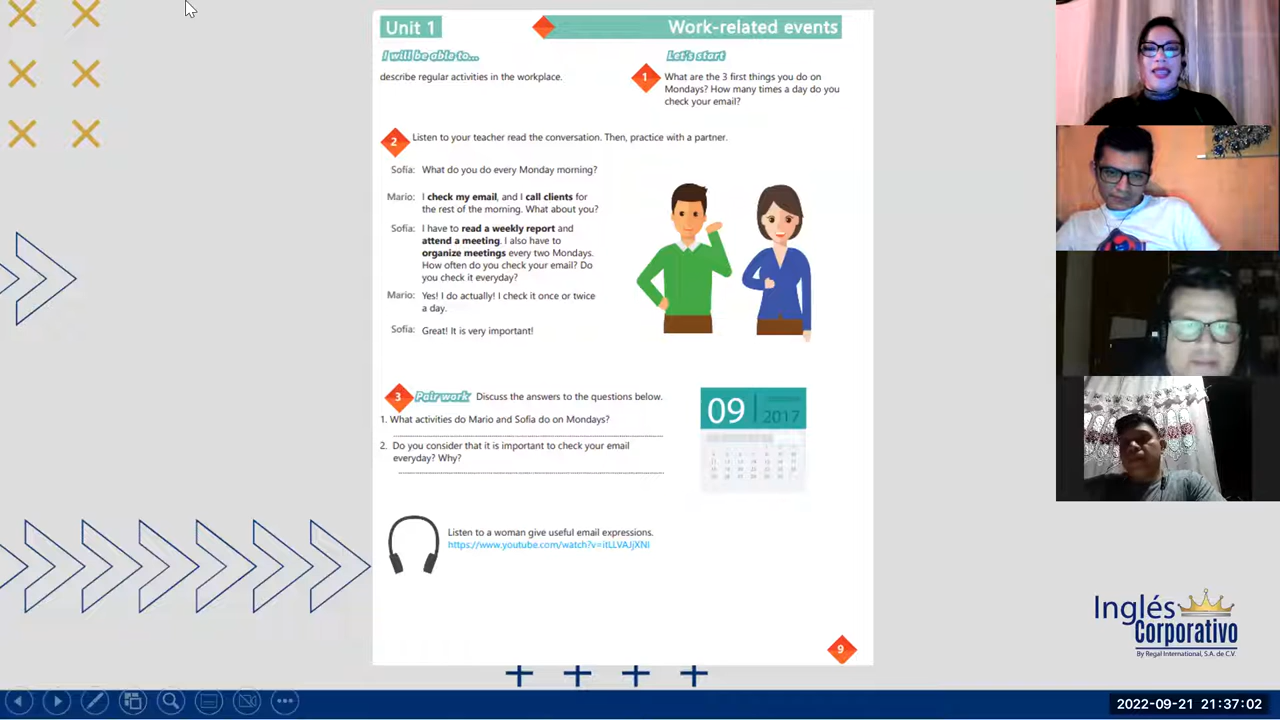 Unit 1
Work-related events
I will be able to...
describe regular activities in the workplace.
Let's start
1
What are the 3 first things you do on
Mondays? How many times a day do you
check your email?
2
Listen to your teacher read the conversation. Then, practice with a partner.
Sofía: What do you do every Monday morning?
Mario: I check my email, and I call clients for
the rest of the morning. What about you?
Sofía: I have to read a weekly report and
attend a meeting. I also have to
organize meetings every two Mondays.
How often do you check your email? Do
you check it everyday?
Mario: Yes! I do actually! I check it once or twice
a day.
Sofía: Great! It is very important!
3
Pair work Discuss the answers to the questions below.
1. What activities do Mario and Sofía do on Mondays?
2. Do you consider that it is important to check your email
everyday? Why?
09
2017
Listen to a woman give useful email expressions.
https://www.youtube.com/watch?v=itLLVAJjXNI
9
Inglés
Corporativo
By Regal International, S.A. de C.V.
2022-09-21 21:37:02